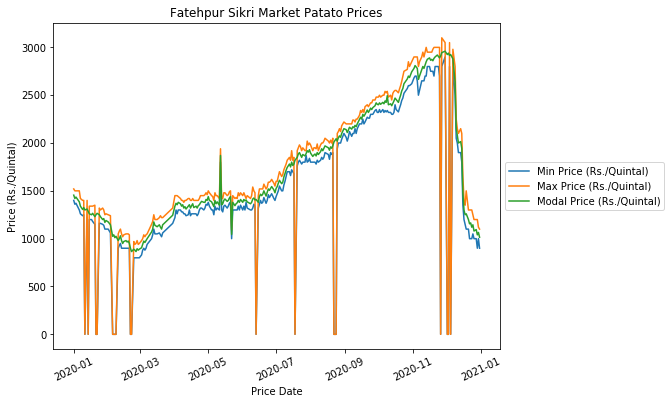 Fatehpur Sikri Market Patato Prices
Price (Rs./Quintal)
3000
2500
2000
1500
1000
500
0
2020-01
2020-03
2020-05
2020-07
2020-09
2020-11
2021-01
Price Date
Min Price (Rs./Quintal)
Max Price (Rs./Quintal)
Modal Price (Rs./Quintal)